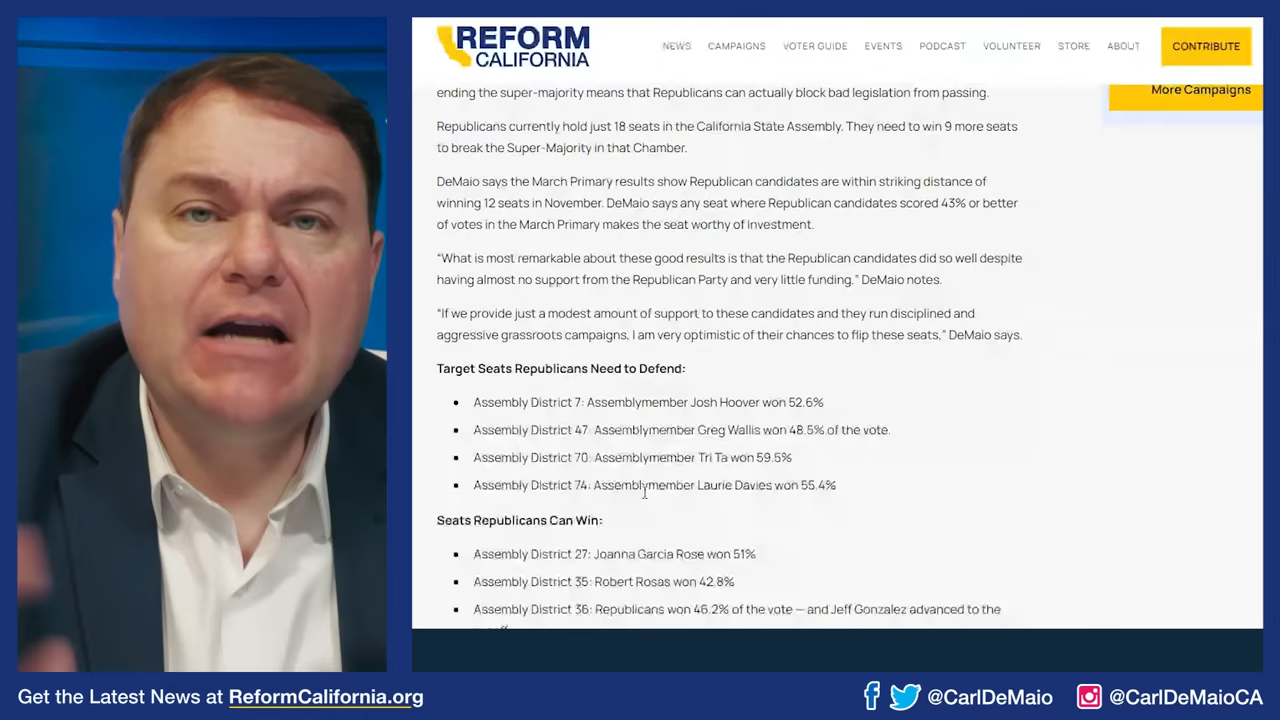 REFORM
CALIFORNIA
NEWS CAMPAIGNS VOTER GUIDE EVENTS PODCAST VOLUNTEER STORE ABOUT CONTRIBUTE
More Campaigns
ending the super-majority means that Republicans can actually block bad legislation from passing.
Republicans currently hold just 18 seats in the California State Assembly. They need to win 9 more seats
to break the Super-Majority in that Chamber.
DeMaio says the March Primary results show Republican candidates are within striking distance of
winning 12 seats in November. DeMaio says any seat where Republican candidates scored 43% or better
of votes in the March Primary makes the seat worthy of investment.
“What is most remarkable about these good results is that the Republican candidates did so well despite
having almost no support from the Republican Party and very little funding.” DeMaio notes.
“If we provide just a modest amount of support to these candidates and they run disciplined and
aggressive grassroots campaigns, I am very optimistic of their chances to flip these seats,” DeMaio says.
Target Seats Republicans Need to Defend:
• Assembly District 7: Assemblymember Josh Hoover won 52.6%
• Assembly District 47: Assemblymember Greg Wallis won 48.5% of the vote.
• Assembly District 70: Assemblymember Tri Ta won 59.5%
• Assembly District 74: Assemblymember Laurie Davies won 55.4%
Seats Republicans Can Win:
• Assembly District 27: Joanna Garcia Rose won 51%
• Assembly District 35: Robert Rosas won 42.8%
• Assembly District 36: Republicans won 46.2% of the vote — and Jeff Gonzalez advanced to the
Get the Latest News at ReformCalifornia.org
@CarlDeMaio @CarlDeMaioCA